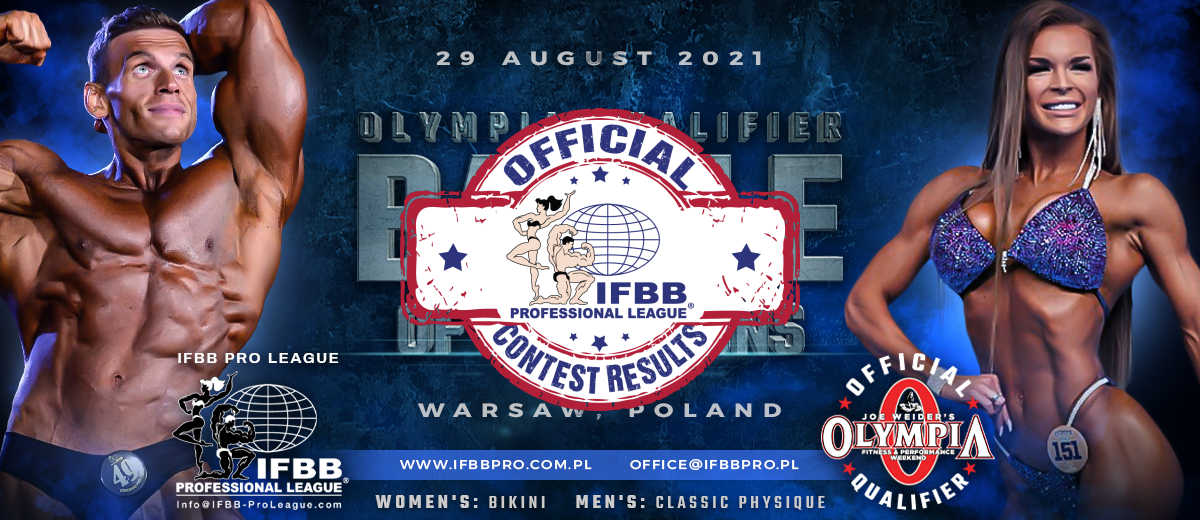 29 AUGUST 2021
OFFICIAL
IFBB
PROFESSIONAL LEAGUE®
CONTEST RESULTS
OF
WARSAW, POLAND
IFBB PRO LEAGUE
IFBB
PROFESSIONAL LEAGUE®
Info@IFBB-ProLeague.com
WWW.IFBBPRO.COM.PL OFFICE@IFBBPRO.PL
WOMEN'S: BIKINI MEN'S: CLASSIC PHYSIQUE
OFFICIAL
JOE WEIDER'S
OLYMPIA
FITNESS & PERFORMANCE
WEEKEND
QUALIFIER
151